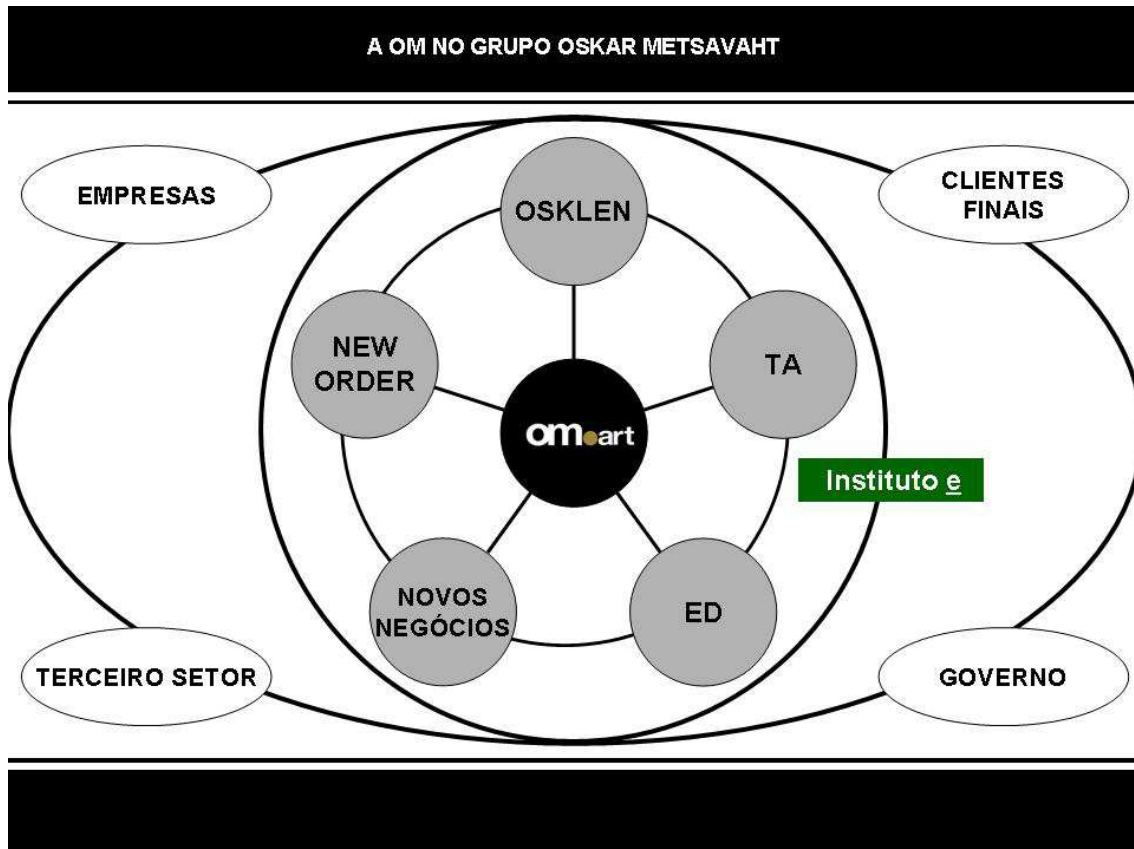 A OM NO GRUPO OSKAR METSAVAHT
EMPRESAS
OSKLEN
CLIENTES
FINAIS
NEW
ORDER
TA
om.art
Instituto e
NOVOS
NEGÓCIOS
ED
TERCEIRO SETOR
GOVERNO